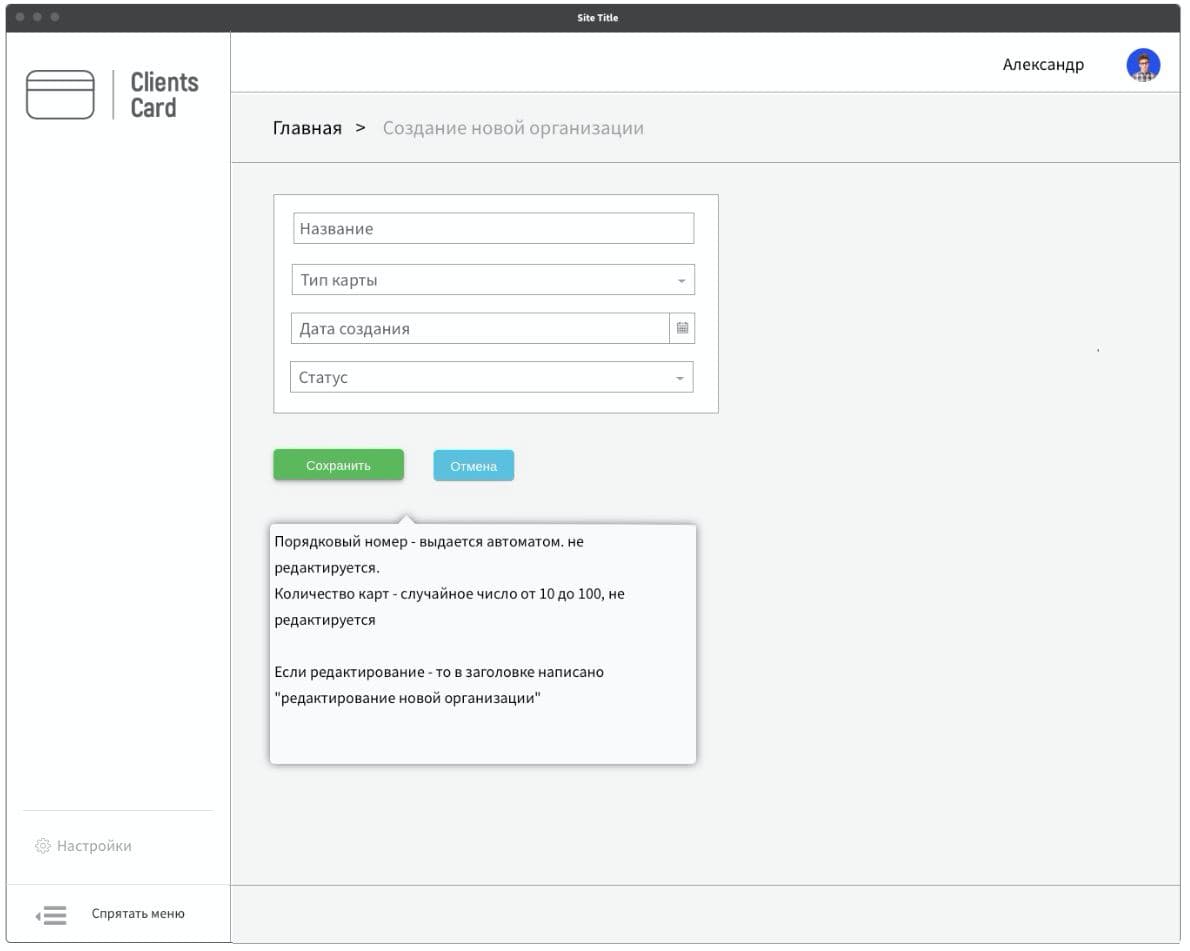 Site Title
Clients
Card
Александр
Главная > Создание новой организации
Название
Тип карты
Дата создания
Статус
Сохранить
Отмена
Порядковый номер - выдается автоматом. не
редактируется.
Количество карт - случайное число от 10 до 100, не
редактируется
Если редактирование - то в заголовке написано
"редактирование новой организации"
Настройки
Спрятать меню